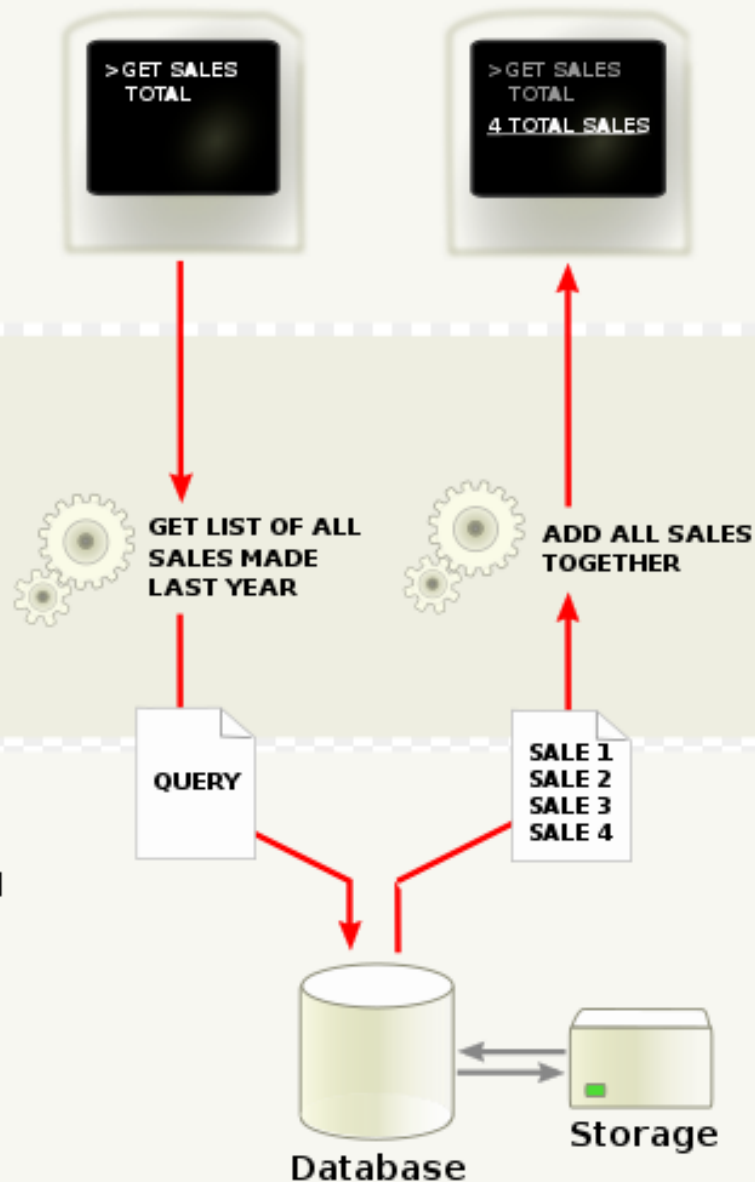 >GET SALES
TOTAL
>GET SALES
TOTAL
4 TOTAL SALES
GET LIST OF ALL
SALES MADE
LAST YEAR
ADD ALL SALES
TOGETHER
QUERY
SALE 1
SALE 2
SALE 3
SALE 4
Database
Storage